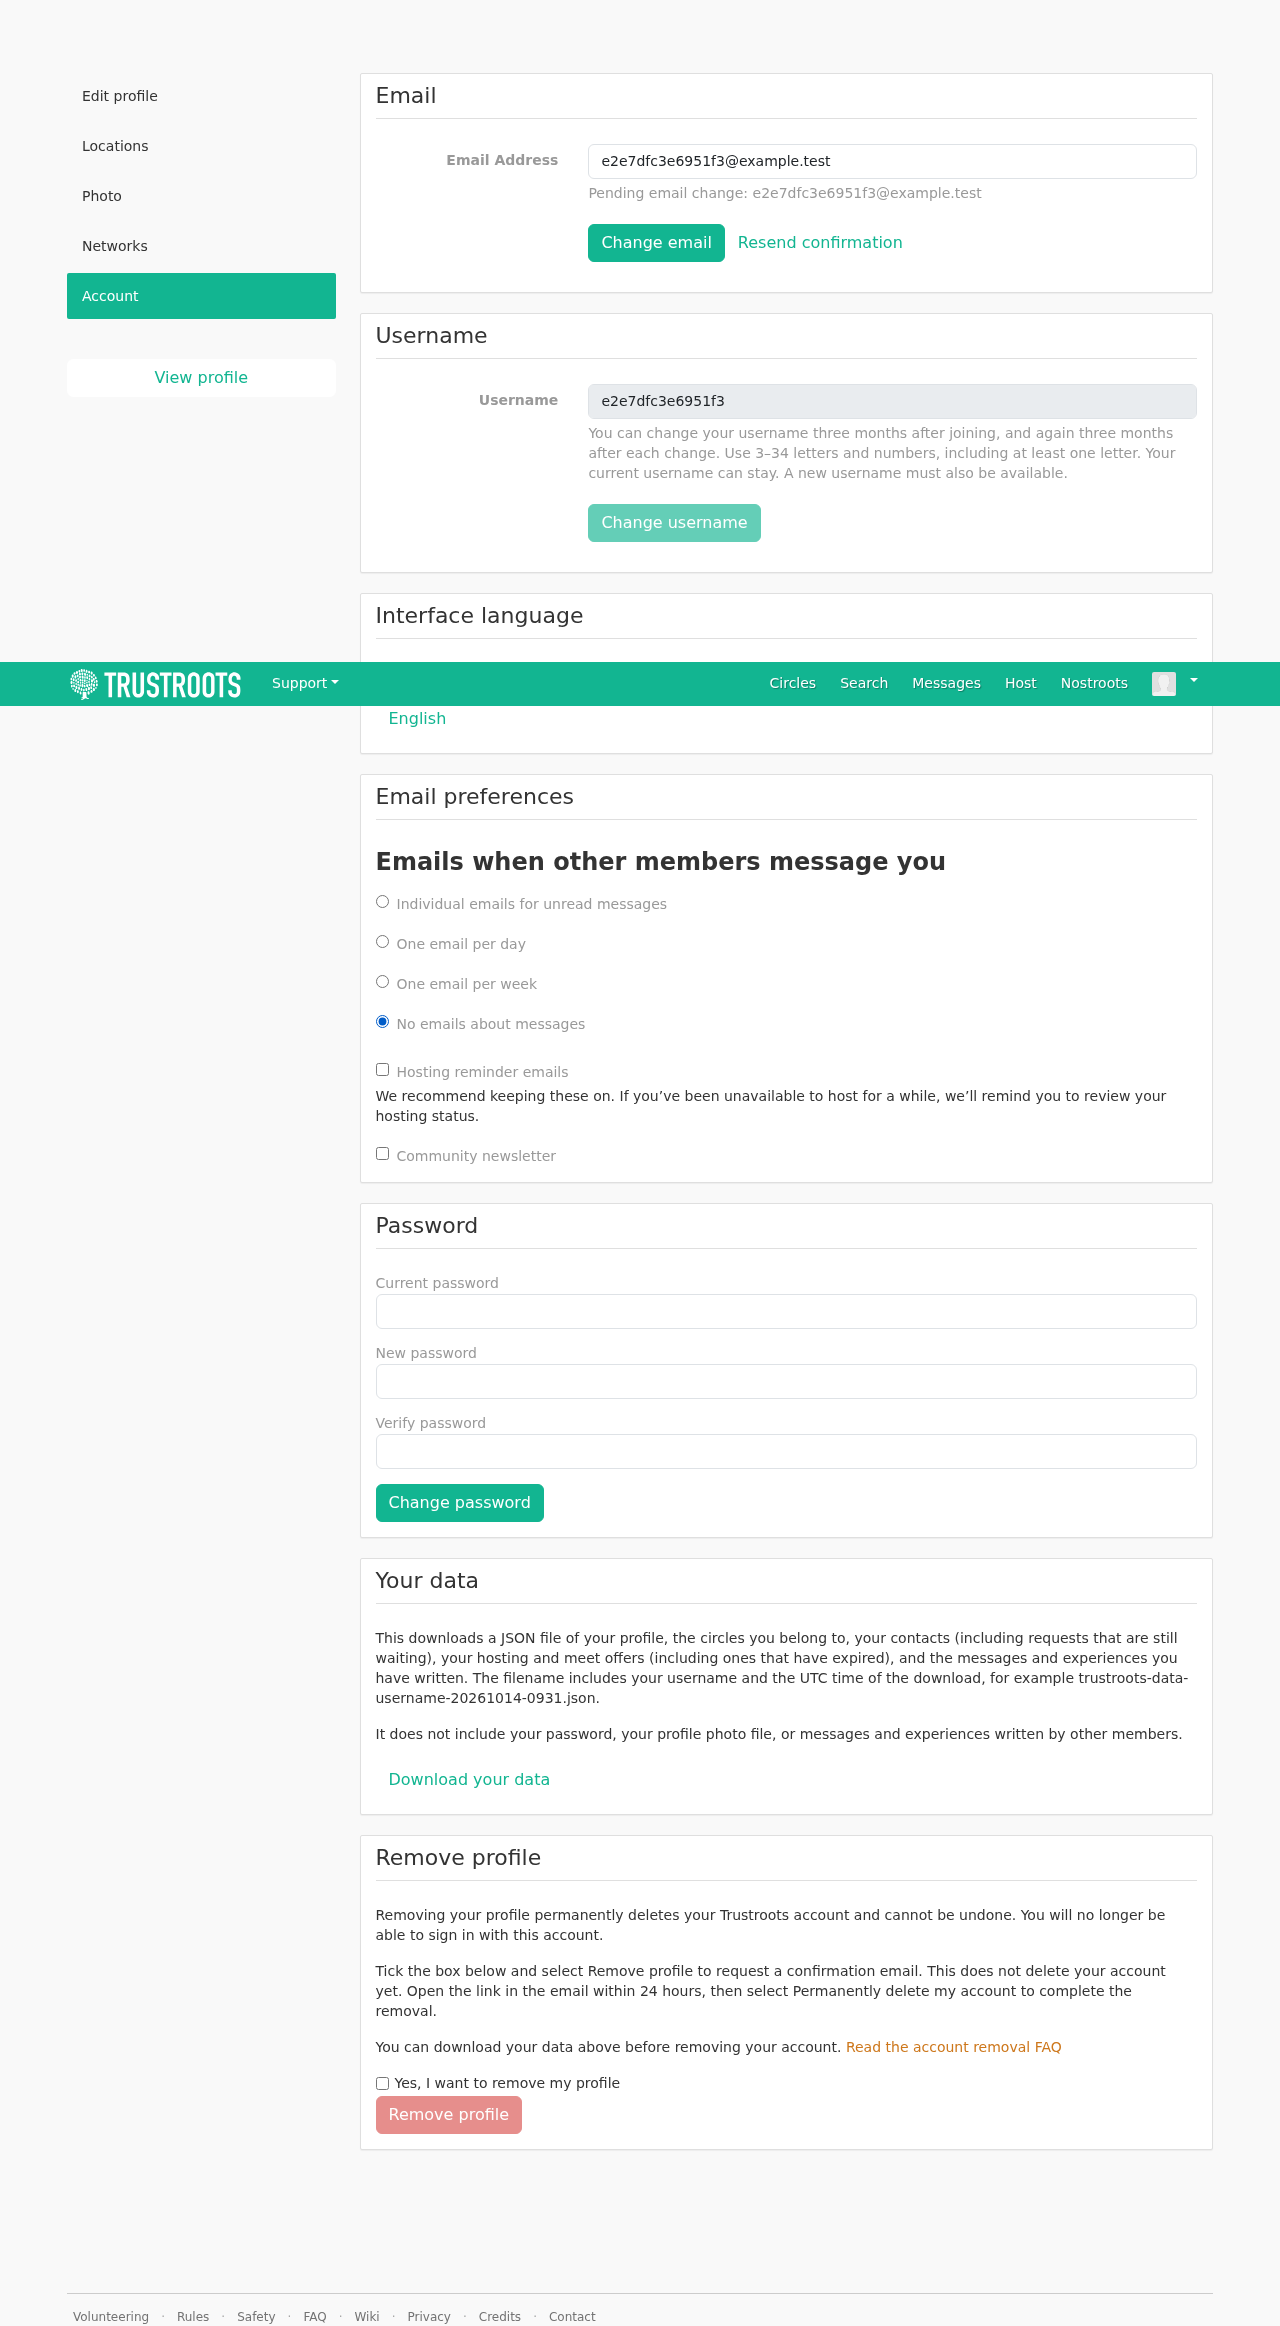 Edit profile
Locations
Photo
Networks
Account
View profile
Email
Email Address
e2e7dfc3e6951f3@example.test
Pending email change: e2e7dfc3e6951f3@example.test
Change email Resend confirmation
Username
Username
e2e7dfc3e6951f3
You can change your username three months after joining, and again three months
after each change. Use 3–34 letters and numbers, including at least one letter. Your
current username can stay. A new username must also be available.
Change username
Interface language
TRUSTROOTS Support Circles Search Messages Host Nostroots
English
Email preferences
Emails when other members message you
Individual emails for unread messages
One email per day
One email per week
No emails about messages
Hosting reminder emails
We recommend keeping these on. If you’ve been unavailable to host for a while, we’ll remind you to review your
hosting status.
Community newsletter
Password
Current password
New password
Verify password
Change password
Your data
This downloads a JSON file of your profile, the circles you belong to, your contacts (including requests that are still
waiting), your hosting and meet offers (including ones that have expired), and the messages and experiences you
have written. The filename includes your username and the UTC time of the download, for example trustroots-data-
username-20261014-0931.json.
It does not include your password, your profile photo file, or messages and experiences written by other members.
Download your data
Remove profile
Removing your profile permanently deletes your Trustroots account and cannot be undone. You will no longer be
able to sign in with this account.
Tick the box below and select Remove profile to request a confirmation email. This does not delete your account
yet. Open the link in the email within 24 hours, then select Permanently delete my account to complete the
removal.
You can download your data above before removing your account. Read the account removal FAQ
Yes, I want to remove my profile
Remove profile
Volunteering · Rules · Safety · FAQ · Wiki · Privacy · Credits · Contact